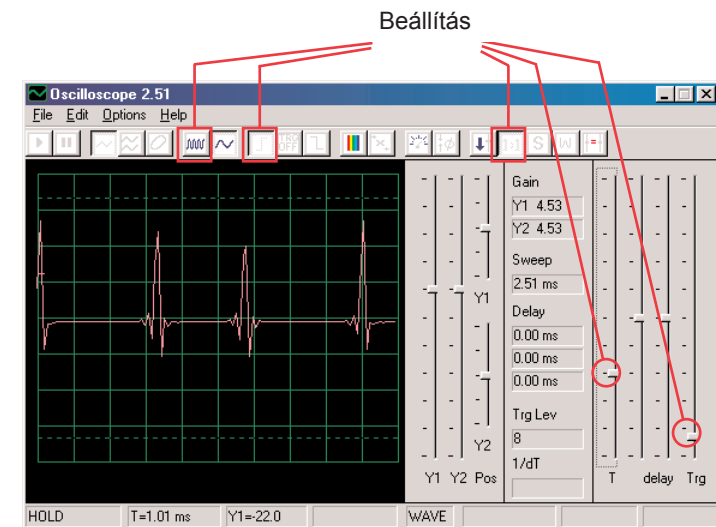 Beállítás
Oscilloscope 2.51
File Edit Options Help
TRG
OFF
1:1 S W
Gain
Y1 4.53
Y2 4.53
Sweep
2.51 ms
Delay
0.00 ms
0.00 ms
0.00 ms
Trg Lev
8
1/dT
Y1
Y2
Y1 Y2 Pos
T delay Trg
HOLD T=1.01 ms Y1=-22.0 WAVE